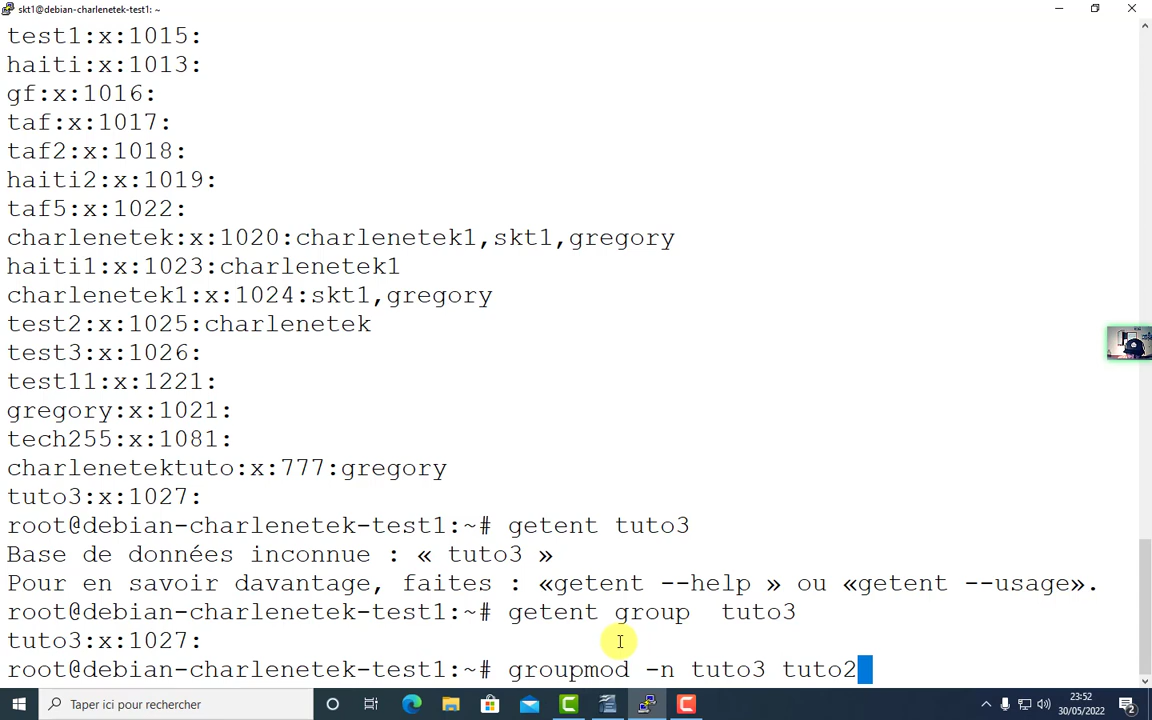 skt1@debian-charlenetek-test1: ~
test1:x:1015:
haiti:x:1013:
gf:x:1016:
taf:x:1017:
taf2:x:1018:
haiti2:x:1019:
taf5:x:1022:
charlenetek:x:1020:charlenetek1,skt1,gregory
haiti1:x:1023:charlenetek1
charlenetek1:x:1024:skt1,gregory
test2:x:1025:charlenetek
test3:x:1026:
test11:x:1221:
gregory:x:1021:
tech255:x:1081:
charlenetektuto:x:777:gregory
tuto3:x:1027:
root@debian-charlenetek-test1:~# getent tuto3
Base de données inconnue : « tuto3 »
Pour en savoir davantage, faites : «getent --help » ou «getent --usage».
root@debian-charlenetek-test1:~# getent group  tuto3
tuto3:x:1027:
root@debian-charlenetek-test1:~# groupmod -n tuto3 tuto2
Taper ici pour rechercher
23:52
30/05/2022
2